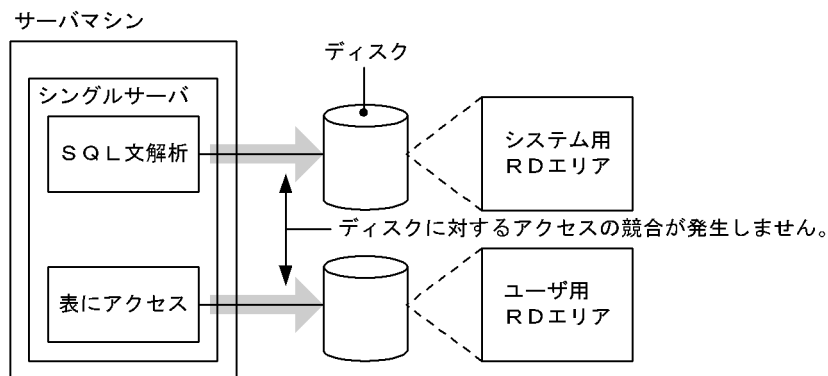 サーバマシン
ディスク
シングルサーバ
ＳＱＬ文解析
システム用
ＲＤエリア
ディスクに対するアクセスの競合が発生しません。
表にアクセス
ユーザ用
ＲＤエリア